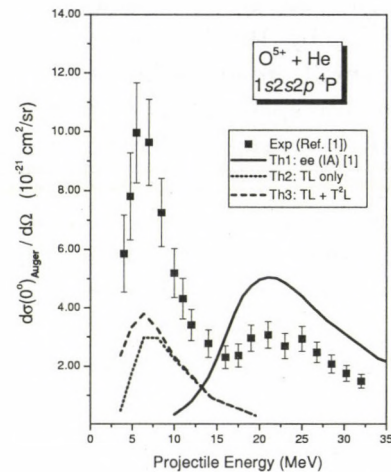 14.00
12.00
10.00
8.00
6.00
4.00
2.00
dσ(0°)Auger / dΩ (10⁻²¹ cm²/sr)
O⁵⁺ + He
1s2s2p ⁴P
Exp (Ref. [1])
Th1: ee (IA) [1]
Th2: TL only
Th3: TL + T²L
0 5 10 15 20 25 30 35
Projectile Energy (MeV)